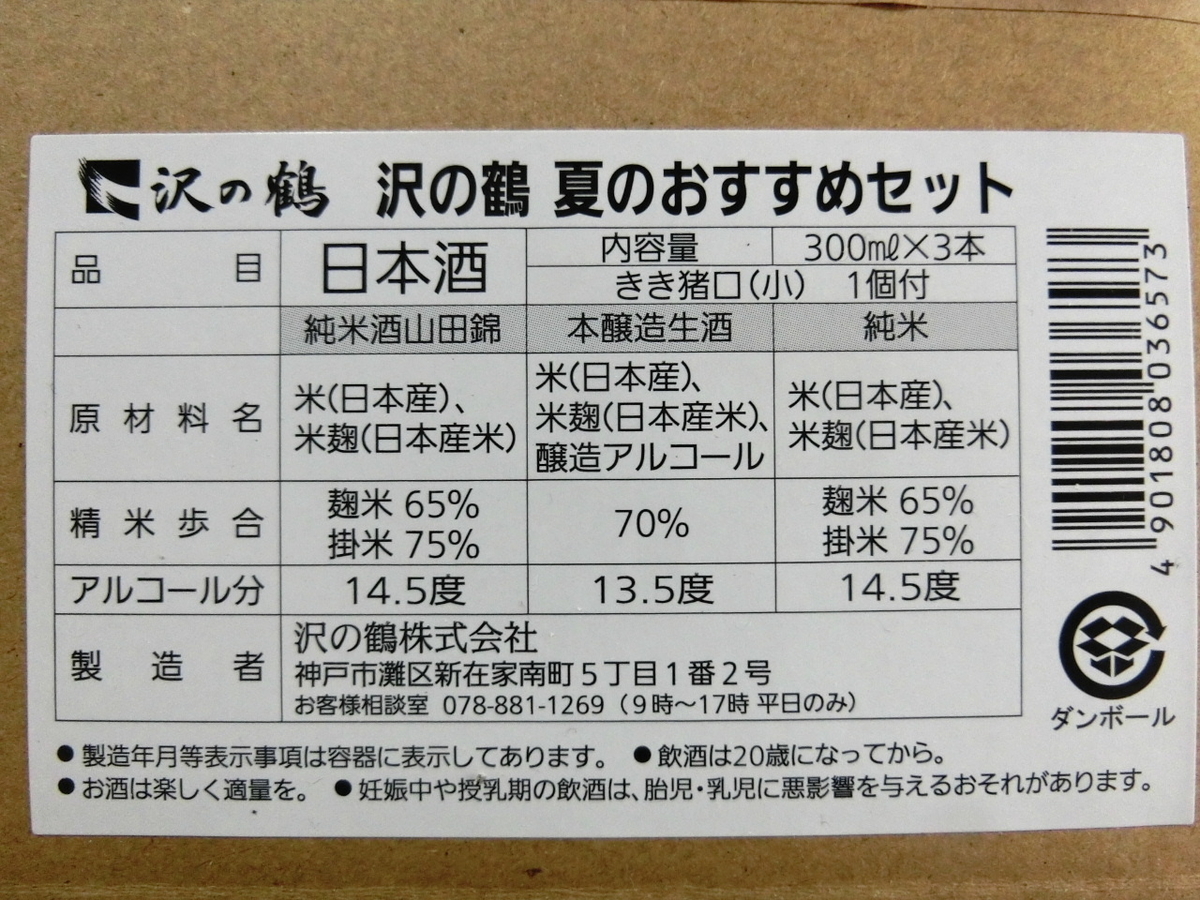 沢の鶴 沢の鶴 夏のおすすめセット
品目 日本酒 内容量 300㎖×3本
きき猪口(小) 1個付
純米酒山田錦 本醸造生酒 純米
原材料名 米(日本産)、 米麹(日本産米) 米(日本産)、 米麹(日本産米)、 醸造アルコール 米(日本産)、 米麹(日本産米)
精米歩合 麹米 65% 掛米 75% 70% 麹米 65% 掛米 75%
アルコール分 14.5度 13.5度 14.5度
製造者 沢の鶴株式会社
神戸市灘区新在家南町5丁目1番2号
お客様相談室 078-881-1269(9時~17時 平日のみ)
●製造年月等表示事項は容器に表示してあります。 ●飲酒は20歳になってから。
●お酒は楽しく適量を。 ●妊娠中や授乳期の飲酒は、胎児・乳児に悪影響を与えるおそれがあります。
4901808036573
ダンボール